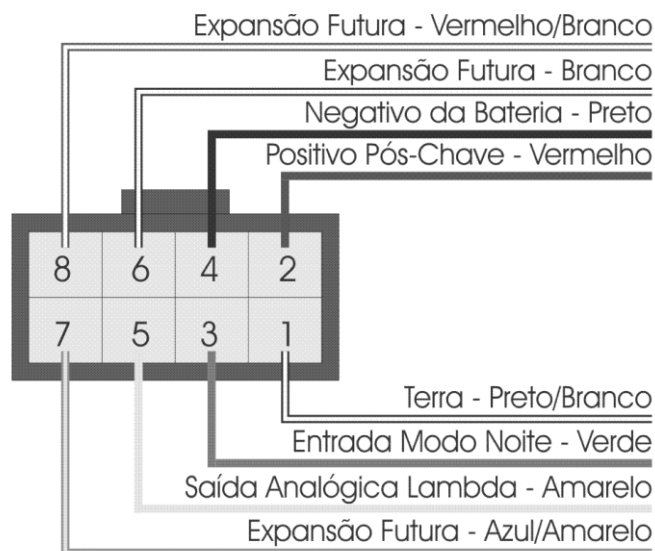 Expansão Futura - Vermelho/Branco
Expansão Futura - Branco
Negativo da Bateria - Preto
Positivo Pós-Chave - Vermelho
8 6 4 2
7 5 3 1
Terra - Preto/Branco
Entrada Modo Noite - Verde
Saída Analógica Lambda - Amarelo
Expansão Futura - Azul/Amarelo